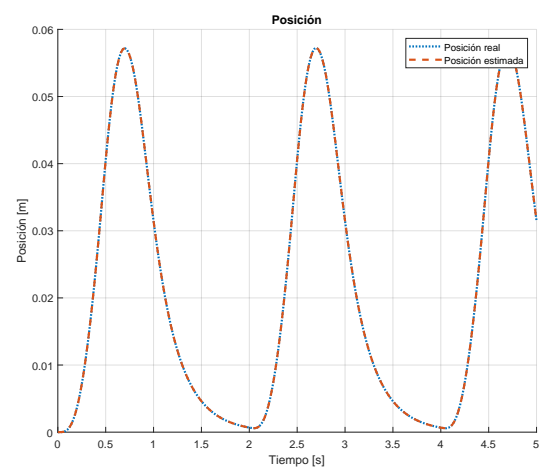 Posición
0.06
Posición real
Posición estimada
0.05
0.04
0.03
0.02
0.01
0
Posición [m]
0 0.5 1 1.5 2 2.5 3 3.5 4 4.5 5
Tiempo [s]